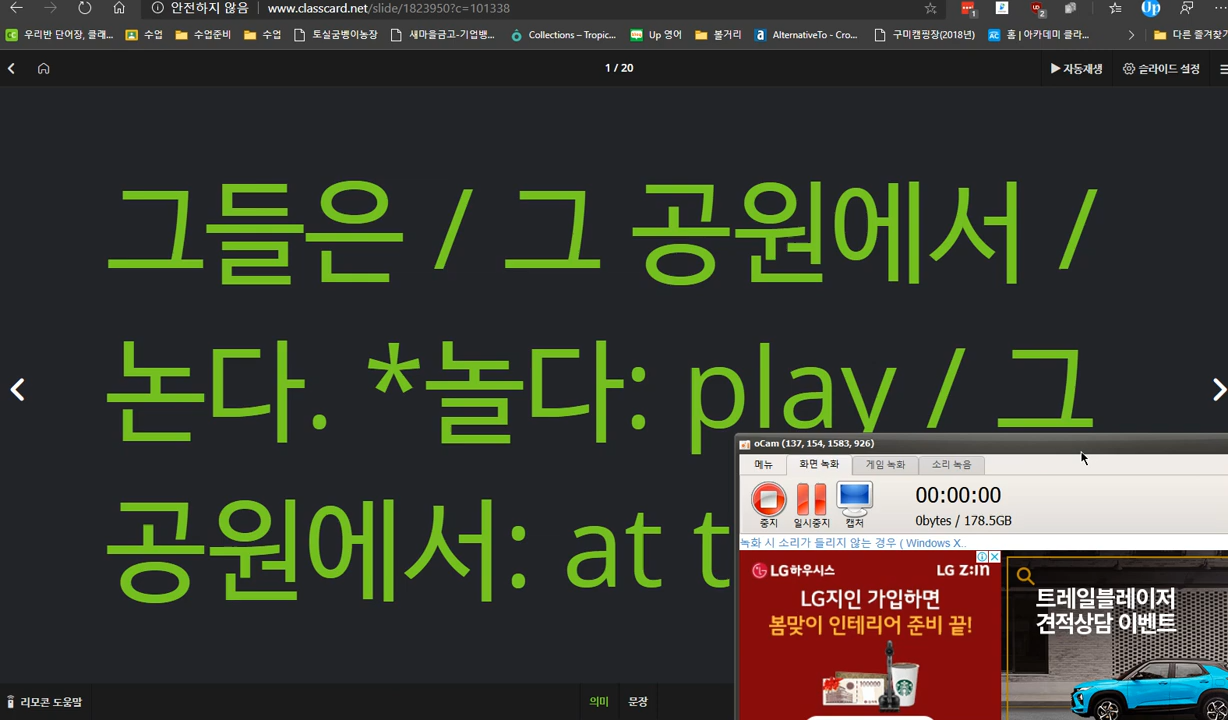 안전하지 않음 www.classcard.net/slide/1823950?c=101338
우리반 단어장, 클래... 수업 수업준비 수업 토실궁뱅이농장 새마을금고-기업뱅... Collections – Tropic... Up 영어 볼거리 AlternativeTo - Cro... 구미캠핑장(2018년) 홈 | 아카데미 클라... 다른 즐겨찾기
1 / 20 자동재생 슬라이드 설정
그들은 / 그 공원에서 /
논다. *놀다: play / 그
공원에서: at t
oCam (137, 154, 1583, 926)
메뉴 화면 녹화 게임 녹화 소리 녹음
00:00:00
중지 일시중지 캡처 0bytes / 178.5GB
녹화 시 소리가 들리지 않는 경우 ( Windows X..
LG하우시스 LG Z:IN
LG지인 가입하면
봄맞이 인테리어 준비 끝!
트레일블레이저
견적상담 이벤트
리모콘 도움말 의미 문장